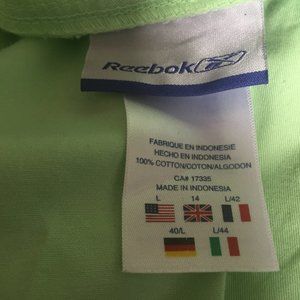 Reebok
FABRIQUE EN INDONESIE
HECHO EN INDONESIA
100% COTTON/COTON/ALGODON
CA# 17335
MADE IN INDONESIA
L 14 L/42
40/L L/44